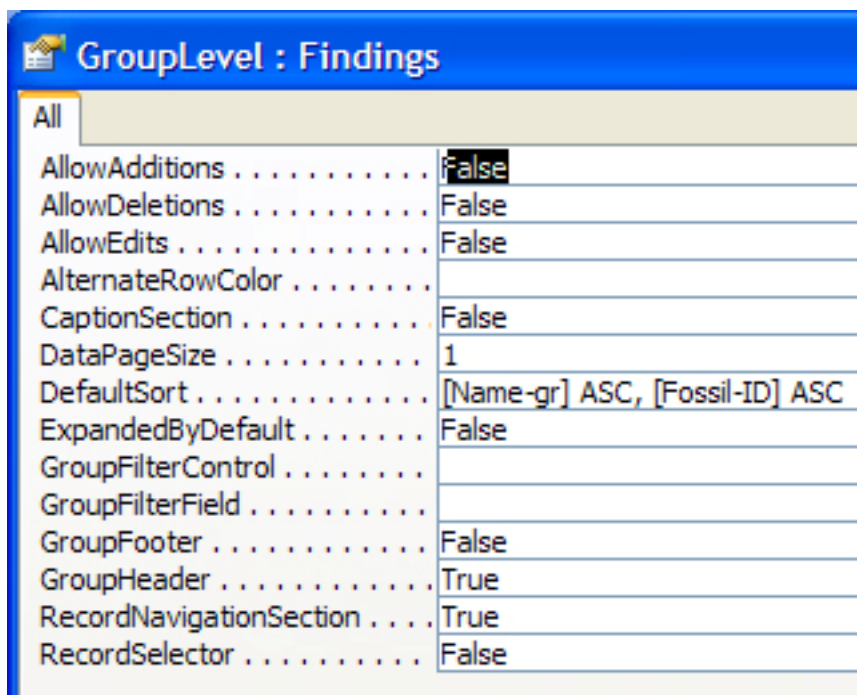 GroupLevel : Findings
All
AllowAdditions . . . . . . . . . . . False
AllowDeletions . . . . . . . . . . . False
AllowEdits . . . . . . . . . . . . . . False
AlternateRowColor . . . . . . . .
CaptionSection . . . . . . . . . . . False
DataPageSize . . . . . . . . . . . 1
DefaultSort . . . . . . . . . . . . . [Name-gr] ASC, [Fossil-ID] ASC
ExpandedByDefault . . . . . . . False
GroupFilterControl . . . . . . . .
GroupFilterField . . . . . . . . . .
GroupFooter . . . . . . . . . . . . False
GroupHeader . . . . . . . . . . . . True
RecordNavigationSection . . . . True
RecordSelector . . . . . . . . . . False